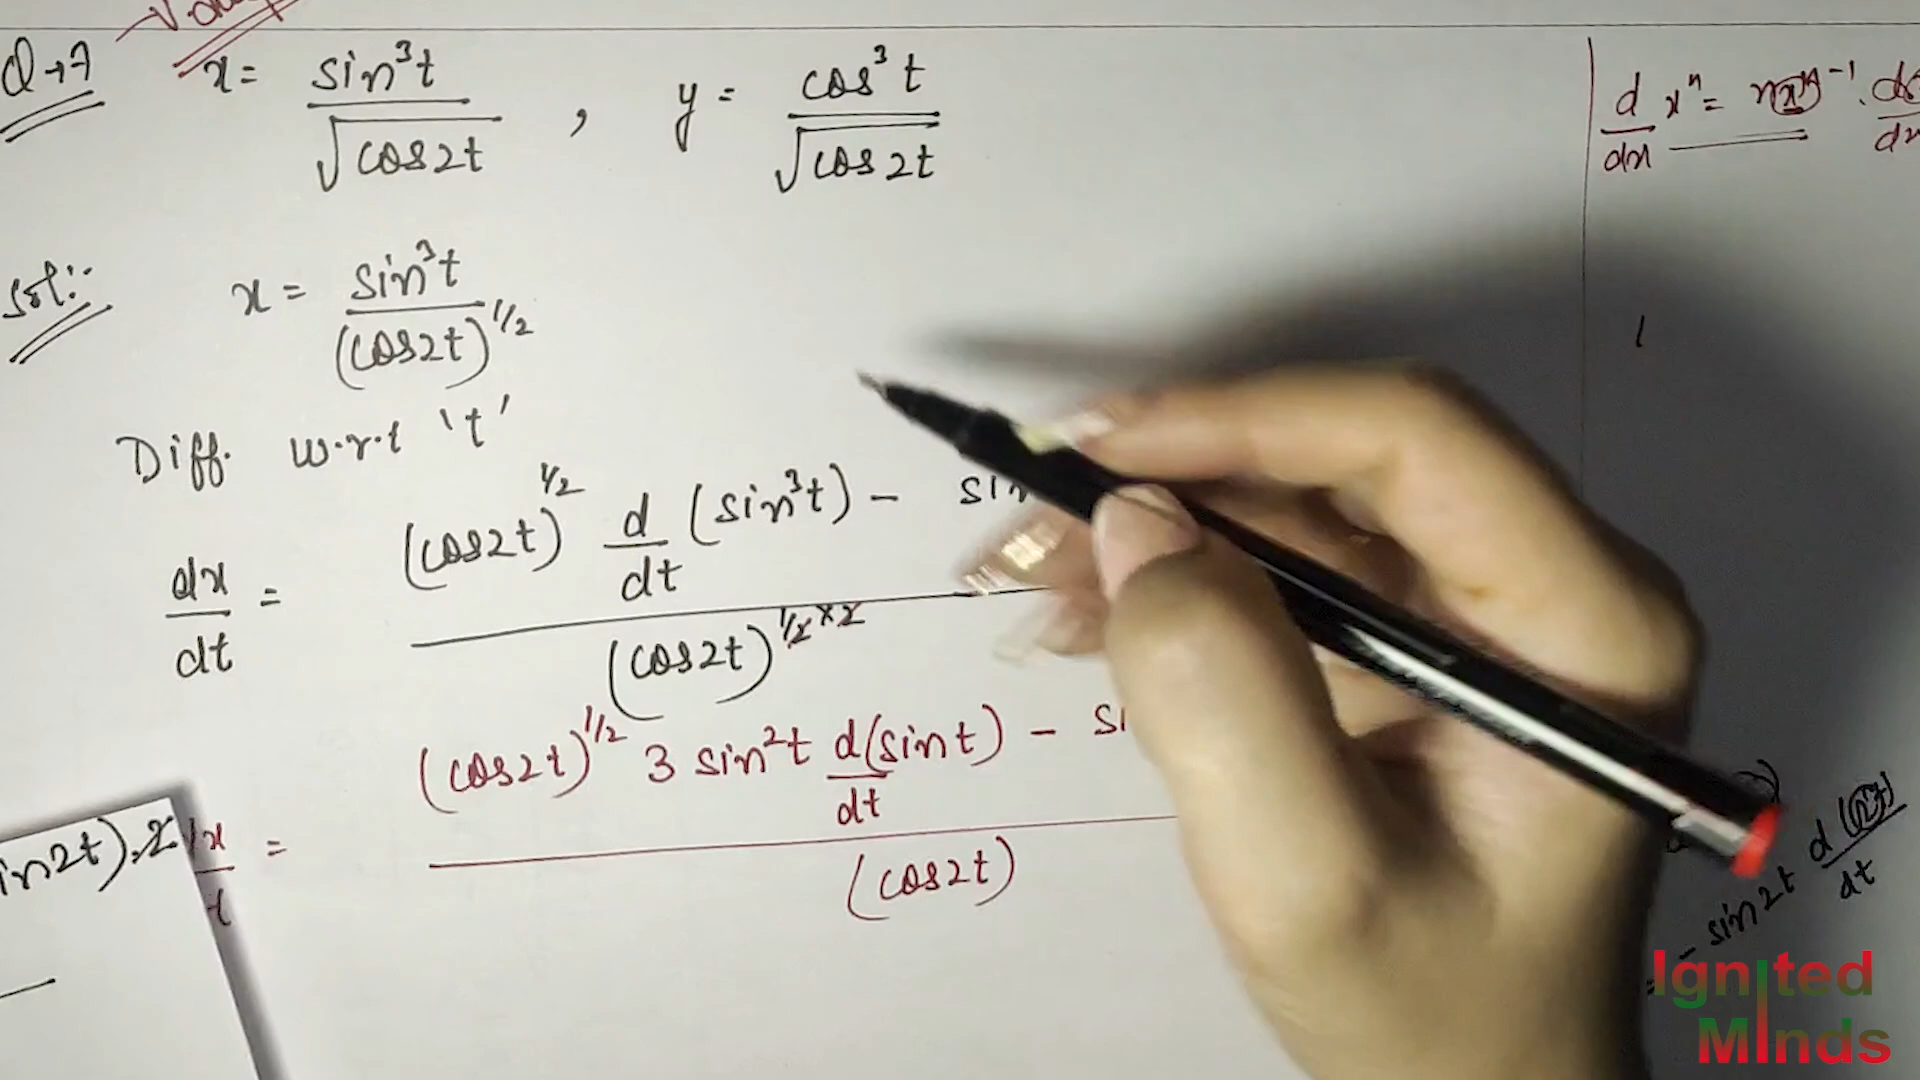 Q→7 x = sin³t / √cos2t , y = cos³t / √cos2t
d/dx xⁿ = nxⁿ⁻¹.
Sol:- x = sin³t / (cos2t)^1/2
Diff. w.r.t 't'
dx/dt = (cos2t)^1/2 d/dt (sin³t) - / (cos2t)^1/2×2
(cos2t)^1/2 3 sin²t d(sint)/dt - / (cos2t)
in2t).2
= - sin2t d /dt
Ignited
Minds